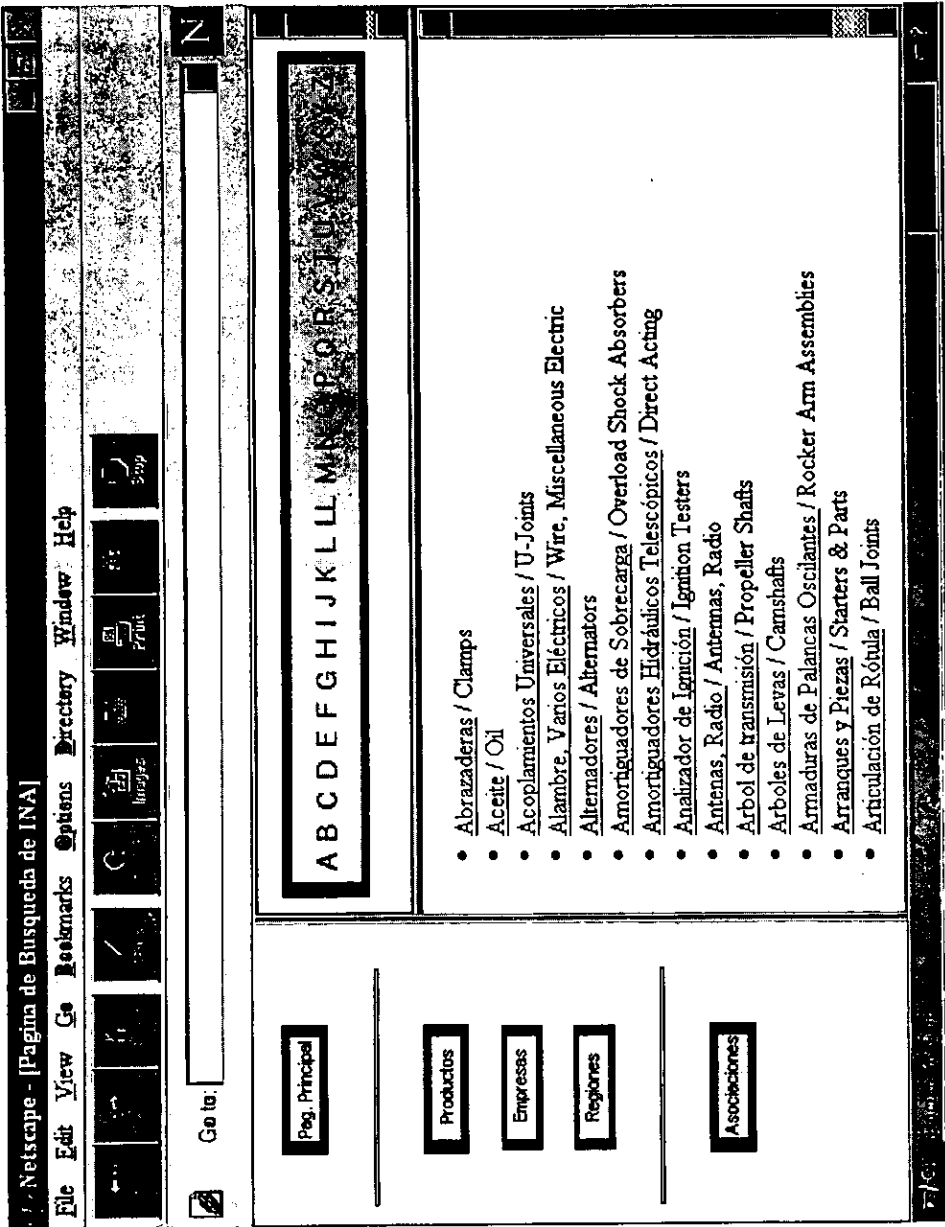 Netscape - [Pagina de Busqueda de INA]
File Edit View Go Bookmarks Options Directory Window Help
Images Print Stop
Go to:
N
Pag. Principal
Productos
Empresas
Regiones
Asociaciones
A B C D E F G H I J K L LL M N O P Q R S T U V W X Y Z
• Abrazaderas / Clamps
• Aceite / Oil
• Acoplamientos Universales / U-Joints
• Alambre, Varios Eléctricos / Wire, Miscellaneous Electric
• Alternadores / Alternators
• Amortiguadores de Sobrecarga / Overload Shock Absorbers
• Amortiguadores Hidráulicos Telescópicos / Direct Acting
• Analizador de Ignición / Ignition Testers
• Antenas, Radio / Antennas, Radio
• Arbol de transmisión / Propeller Shafts
• Arboles de Levas / Camshafts
• Armaduras de Palancas Oscilantes / Rocker Arm Assemblies
• Arranques y Piezas / Starters & Parts
• Articulación de Rótula / Ball Joints
?